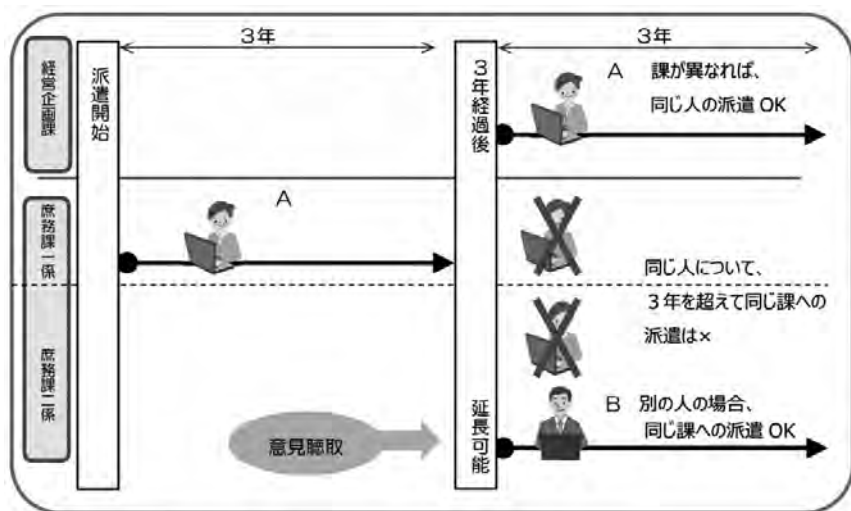 3年
3年
経営企画課
派遣開始
3年経過後
A
課が異なれば、
同じ人の派遣 OK
庶務課一係
A
同じ人について、
3年を超えて同じ課への
派遣は×
庶務課二係
意見聴取
延長可能
B
別の人の場合、
同じ課への派遣 OK